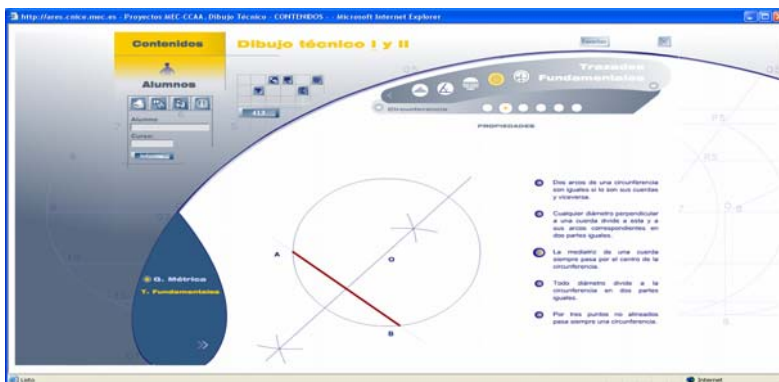 http://ares.cnice.mec.es - Proyectos MEC-CCAA. Dibujo Técnico - CONTENIDOS - - Microsoft Internet Explorer
Contenidos
Dibujo técnico I y II
Alumnos
Alumno
Curso:
Trazados
Fundamentales
Circunferencia
PROPIEDADES
Dos arcos de una circunferencia
son iguales si lo son sus cuerdas
y viceversa.
Cualquier diámetro perpendicular
a una cuerda divide a esta y a
sus arcos correspondientes en
dos partes iguales.
La mediatriz de una cuerda
siempre pasa por el centro de la
circunferencia.
Todo diámetro divide a la
circunferencia en dos partes
iguales.
Por tres puntos no alineados
pasa siempre una circunferencia.
A
O
B
G. Métrica
T. Fundamentales
Listo
Internet